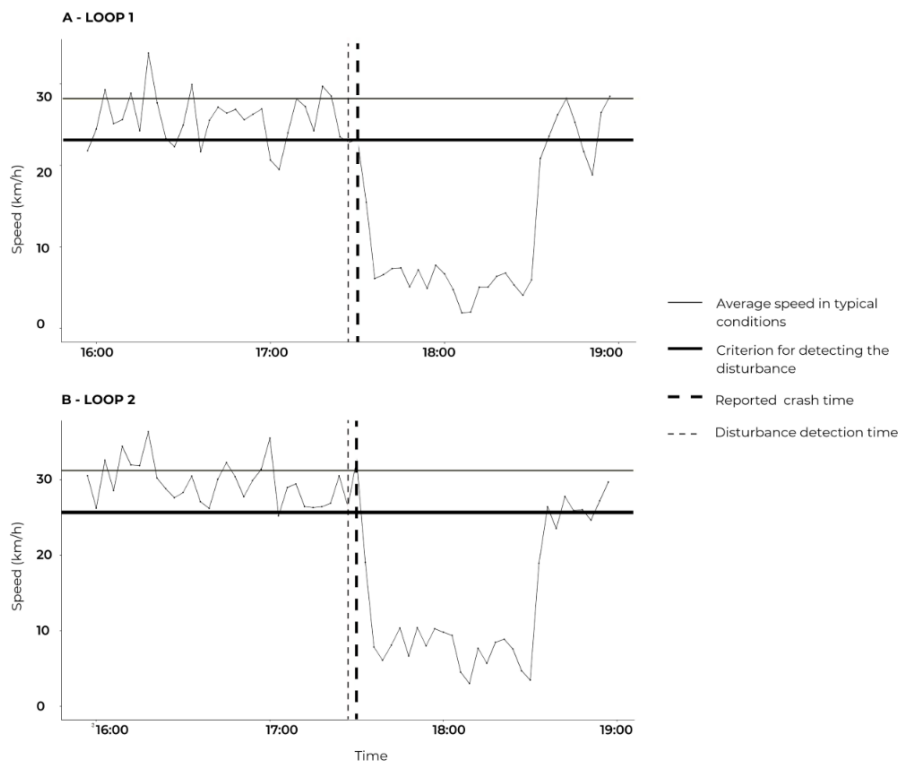 A - LOOP 1
30
20
10
0
Speed (km/h)
16:00 17:00 18:00 19:00
Average speed in typical
conditions
Criterion for detecting the
disturbance
Reported crash time
Disturbance detection time
B - LOOP 2
30
20
10
0
Speed (km/h)
16:00 17:00 18:00 19:00
Time